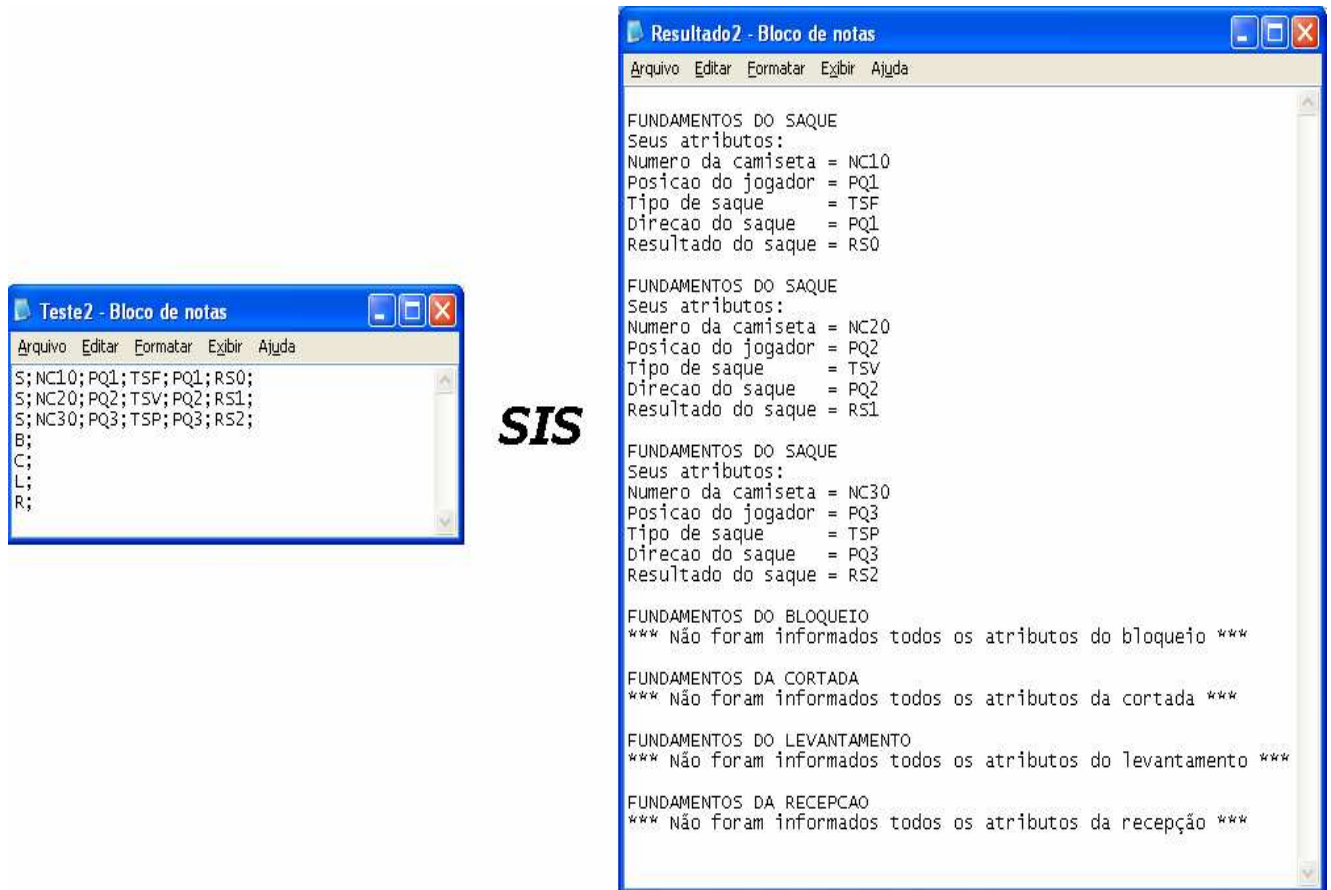 Teste2 - Bloco de notas
Arquivo Editar Formatar Exibir Ajuda
S;NC10;PQ1;TSF;PQ1;RS0;
S;NC20;PQ2;TSV;PQ2;RS1;
S;NC30;PQ3;TSP;PQ3;RS2;
B;
C;
L;
R;
SIS
Resultado2 - Bloco de notas
Arquivo Editar Formatar Exibir Ajuda
FUNDAMENTOS DO SAQUE
Seus atributos:
Numero da camiseta = NC10
Posicao do jogador = PQ1
Tipo de saque = TSF
Direcao do saque = PQ1
Resultado do saque = RS0
FUNDAMENTOS DO SAQUE
Seus atributos:
Numero da camiseta = NC20
Posicao do jogador = PQ2
Tipo de saque = TSV
Direcao do saque = PQ2
Resultado do saque = RS1
FUNDAMENTOS DO SAQUE
Seus atributos:
Numero da camiseta = NC30
Posicao do jogador = PQ3
Tipo de saque = TSP
Direcao do saque = PQ3
Resultado do saque = RS2
FUNDAMENTOS DO BLOQUEIO
*** Não foram informados todos os atributos do bloqueio ***
FUNDAMENTOS DA CORTADA
*** Não foram informados todos os atributos da cortada ***
FUNDAMENTOS DO LEVANTAMENTO
*** Não foram informados todos os atributos do levantamento ***
FUNDAMENTOS DA RECEPCAO
*** Não foram informados todos os atributos da recepção ***